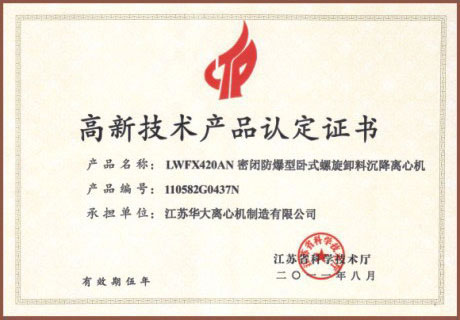 高新技术产品认定证书
产品名称: LWFX420AN 密闭防爆型卧式螺旋卸料沉降离心机
产品编号: 110582G0437N
承担单位: 江苏华大离心机制造有限公司
江苏省科学技术厅
二〇一一年八月
有效期伍年